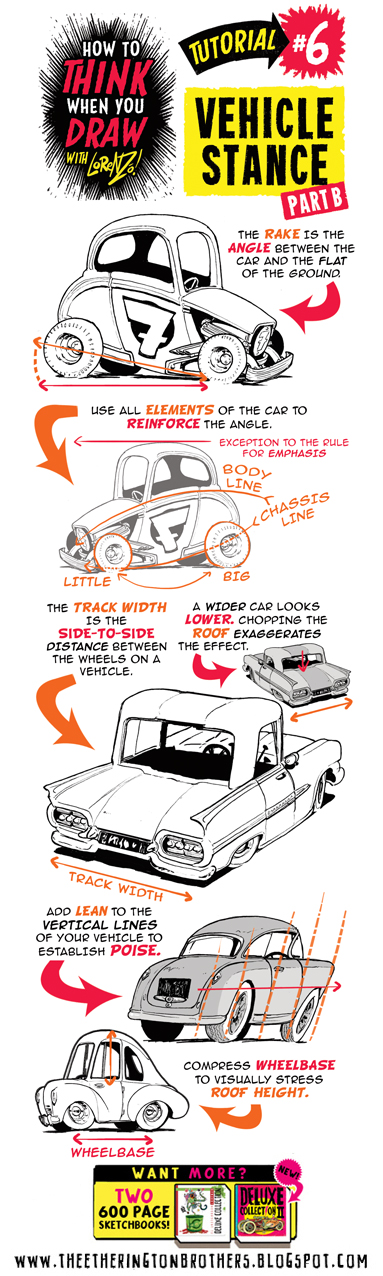 HOW TO
THINK
WHEN YOU
DRAW
WITH LORENZO!
TUTORIAL #6
VEHICLE
STANCE
PART B
THE RAKE IS THE
ANGLE BETWEEN THE
CAR AND THE FLAT
OF THE GROUND.
7
USE ALL ELEMENTS OF THE CAR TO
REINFORCE THE ANGLE.
EXCEPTION TO THE RULE
FOR EMPHASIS
BODY
LINE
CHASSIS
LINE
LITTLE
BIG
THE TRACK WIDTH
IS THE
SIDE-TO-SIDE
DISTANCE BETWEEN
THE WHEELS ON A
VEHICLE.
A WIDER CAR LOOKS
LOWER. CHOPPING THE
ROOF EXAGGERATES
THE EFFECT.
TRACK WIDTH
ADD LEAN TO THE
VERTICAL LINES
OF YOUR VEHICLE TO
ESTABLISH POISE.
COMPRESS WHEELBASE
TO VISUALLY STRESS
ROOF HEIGHT.
WHEELBASE
WANT MORE?
NEW!
TWO
600 PAGE
SKETCHBOOKS!
DELUXE COLLECTION
DELUXE
COLLECTION II
WWW.THEETHERINGTONBROTHERS.BLOGSPOT.COM